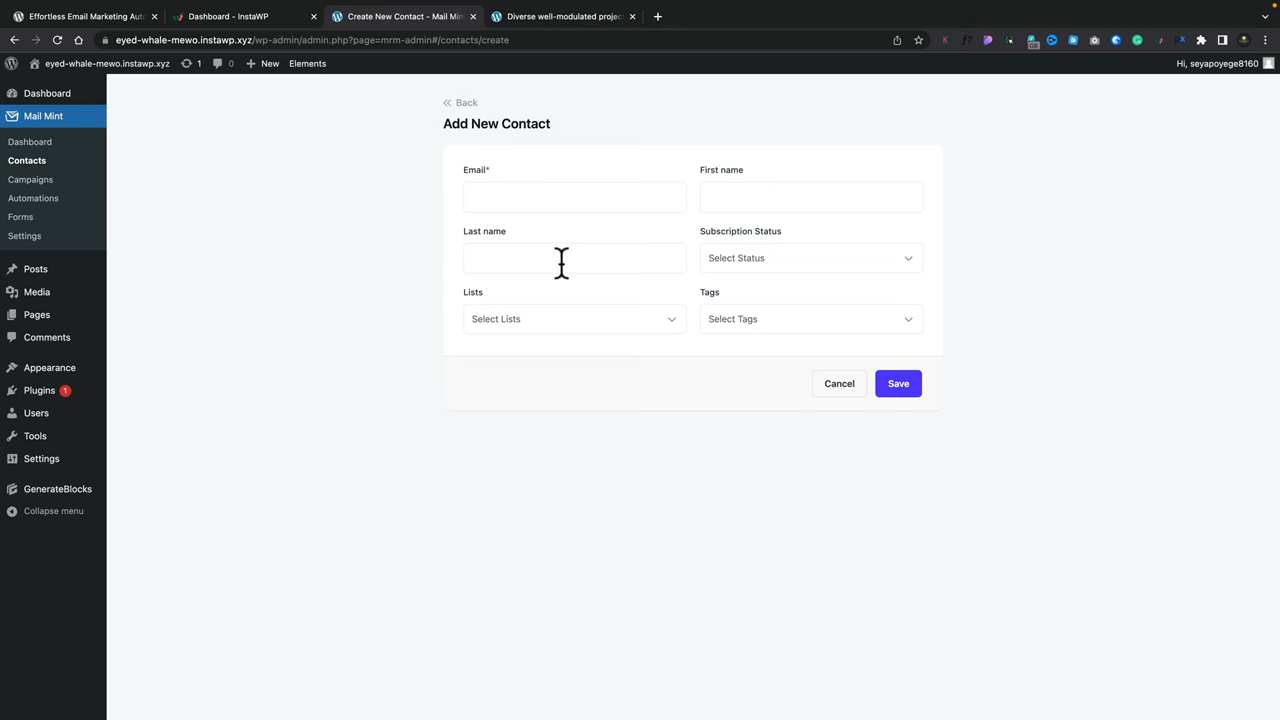 Effortless Email Marketing Auto
Dashboard - InstaWP
Create New Contact - Mail Min
Diverse well-modulated projec
eyed-whale-mewo.instawp.xyz/wp-admin/admin.php?page=mrm-admin#/contacts/create
eyed-whale-mewo.instawp.xyz 1 0 New Elements
Hi, seyapoyege8160
Dashboard
Mail Mint
Dashboard
Contacts
Campaigns
Automations
Forms
Settings
Posts
Media
Pages
Comments
Appearance
Plugins 1
Users
Tools
Settings
GenerateBlocks
Collapse menu
Back
Add New Contact
Email*
First name
Last name
Subscription Status
Select Status
Lists
Tags
Select Lists
Select Tags
Cancel
Save